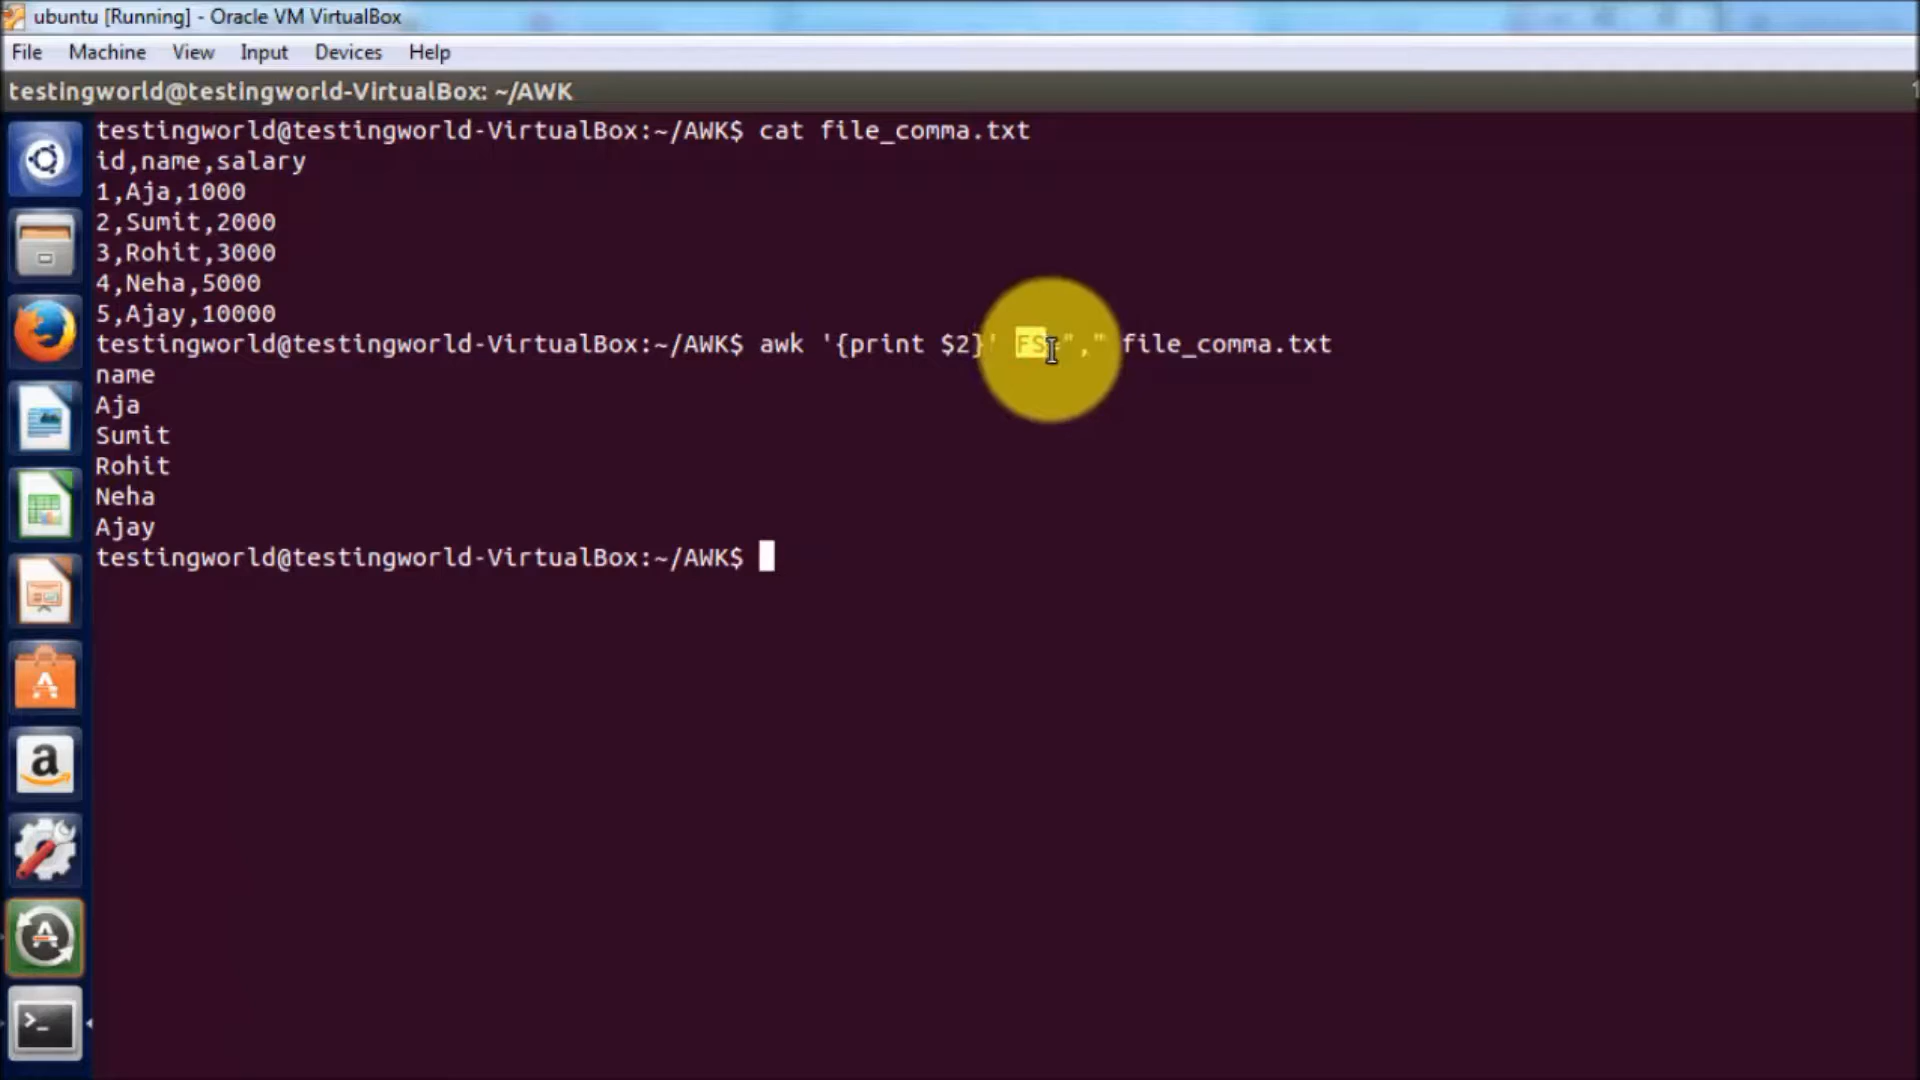 ubuntu [Running] - Oracle VM VirtualBox
File Machine View Input Devices Help
testingworld@testingworld-VirtualBox: ~/AWK
testingworld@testingworld-VirtualBox:~/AWK$ cat file_comma.txt
id,name,salary
1,Aja,1000
2,Sumit,2000
3,Rohit,3000
4,Neha,5000
5,Ajay,10000
testingworld@testingworld-VirtualBox:~/AWK$ awk '{print $2}' FS="," file_comma.txt
name
Aja
Sumit
Rohit
Neha
Ajay
testingworld@testingworld-VirtualBox:~/AWK$